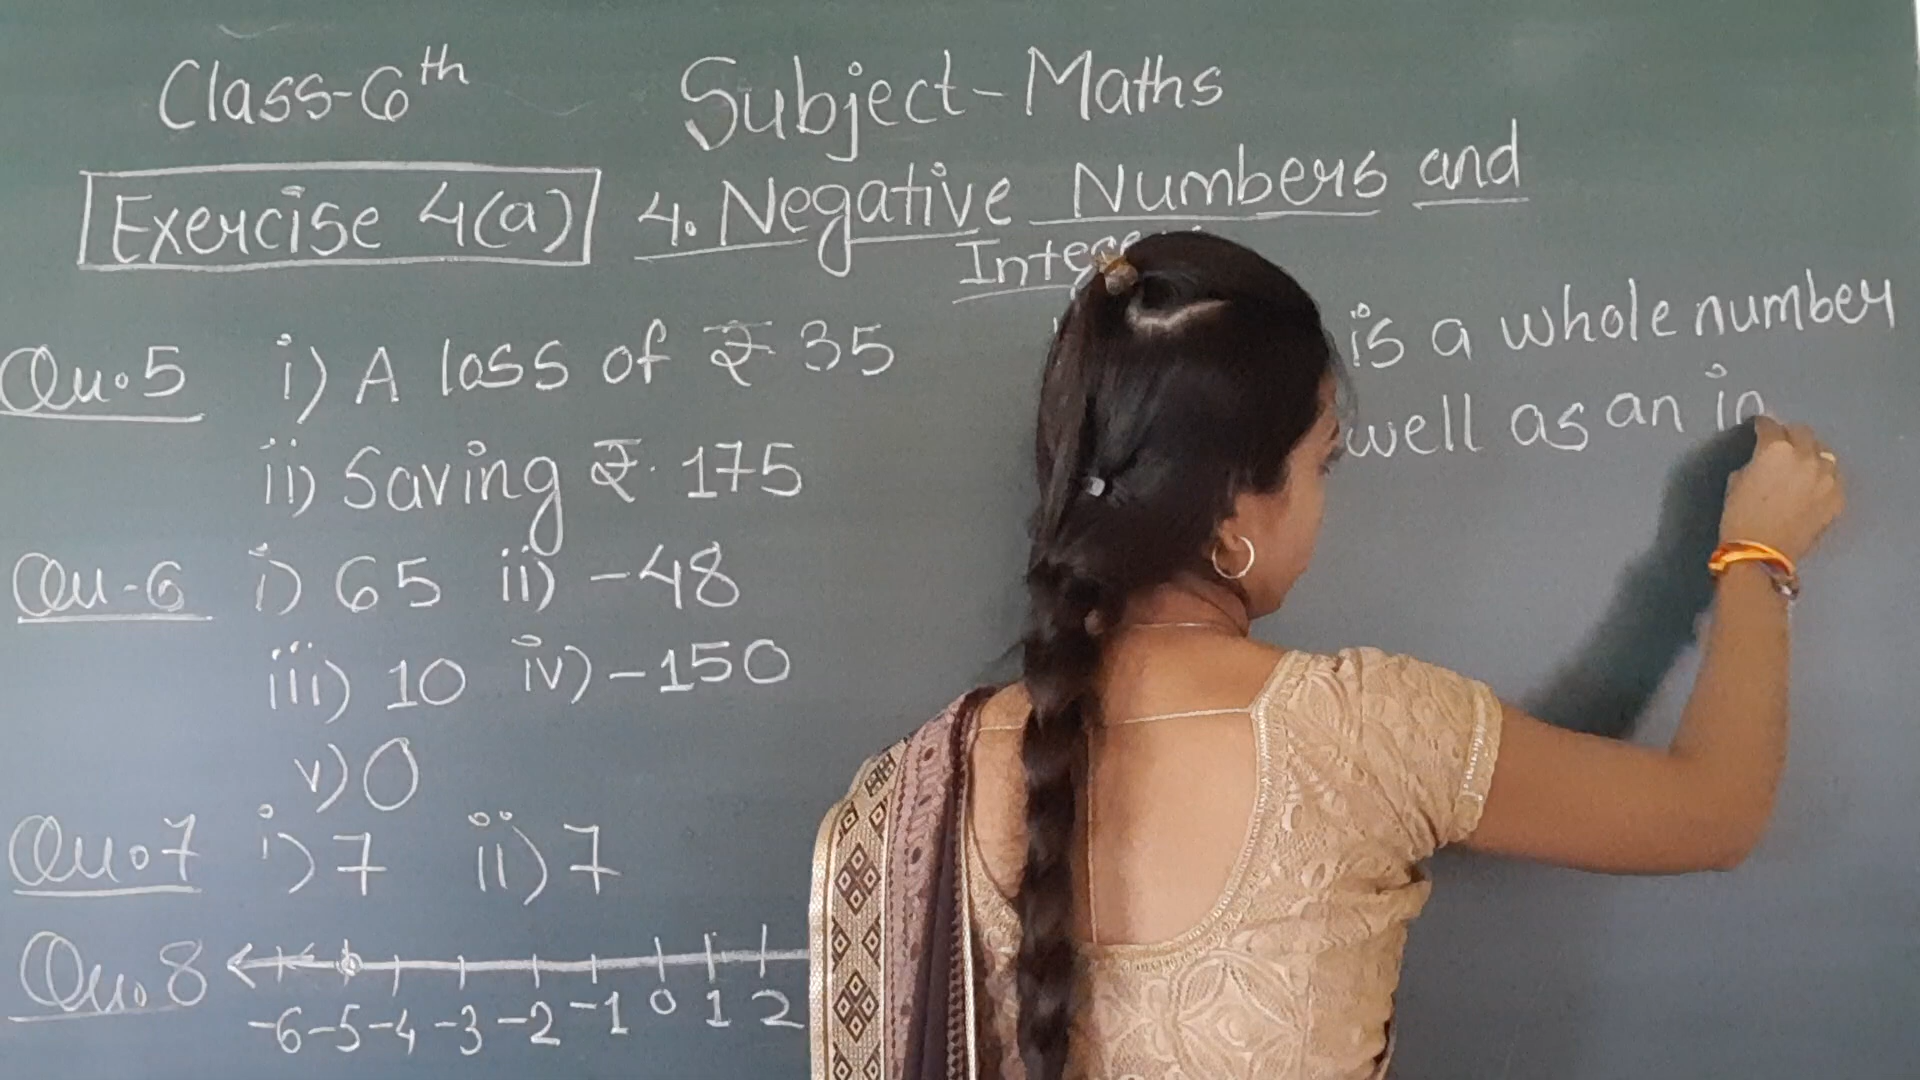 Class-6th Subject-Maths
Exercise 4(a) 4. Negative Numbers and
Qu.5 i) A loss of ₹ 35
ii) Saving ₹. 175
Qu-6 i) 65 ii) -48
iii) 10 iv) -150
v) 0
Qu.7 i) 7 ii) 7
Qu.8
-6 -5 -4 -3 -2 -1 0 1 2
is a whole number
well as an